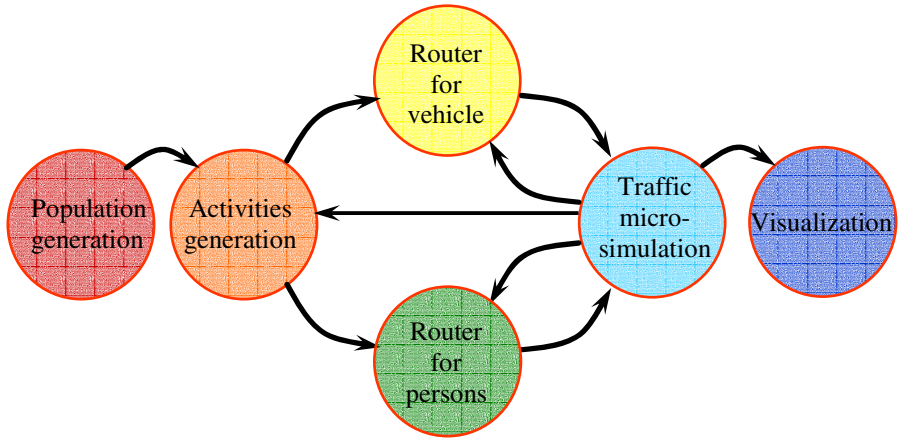 Population
generation
Activities
generation
Router
for
vehicle
Router
for
persons
Traffic
micro-
simulation
Visualization